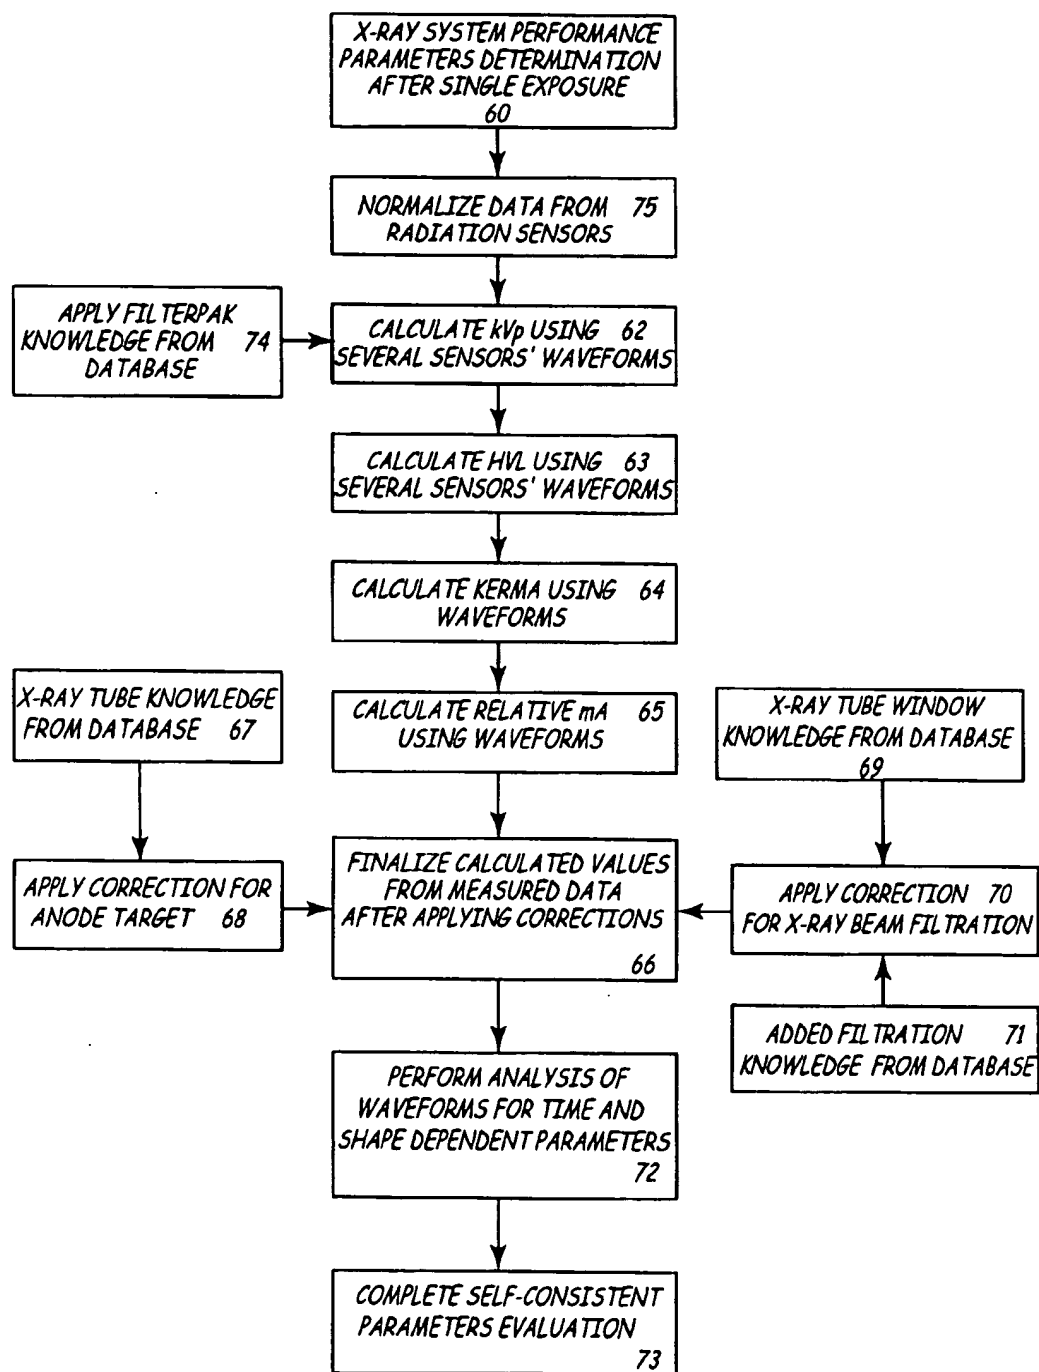 X-RAY SYSTEM PERFORMANCE
PARAMETERS DETERMINATION
AFTER SINGLE EXPOSURE
60
NORMALIZE DATA FROM 75
RADIATION SENSORS
APPLY FILTERPAK
KNOWLEDGE FROM 74
DATABASE
CALCULATE kVp USING 62
SEVERAL SENSORS' WAVEFORMS
CALCULATE HVL USING 63
SEVERAL SENSORS' WAVEFORMS
CALCULATE KERMA USING 64
WAVEFORMS
X-RAY TUBE KNOWLEDGE
FROM DATABASE 67
CALCULATE RELATIVE mA 65
USING WAVEFORMS
X-RAY TUBE WINDOW
KNOWLEDGE FROM DATABASE
69
APPLY CORRECTION FOR
ANODE TARGET 68
FINALIZE CALCULATED VALUES
FROM MEASURED DATA
AFTER APPLYING CORRECTIONS
66
APPLY CORRECTION 70
FOR X-RAY BEAM FILTRATION
ADDED FILTRATION 71
KNOWLEDGE FROM DATABASE
PERFORM ANALYSIS OF
WAVEFORMS FOR TIME AND
SHAPE DEPENDENT PARAMETERS
72
COMPLETE SELF-CONSISTENT
PARAMETERS EVALUATION
73